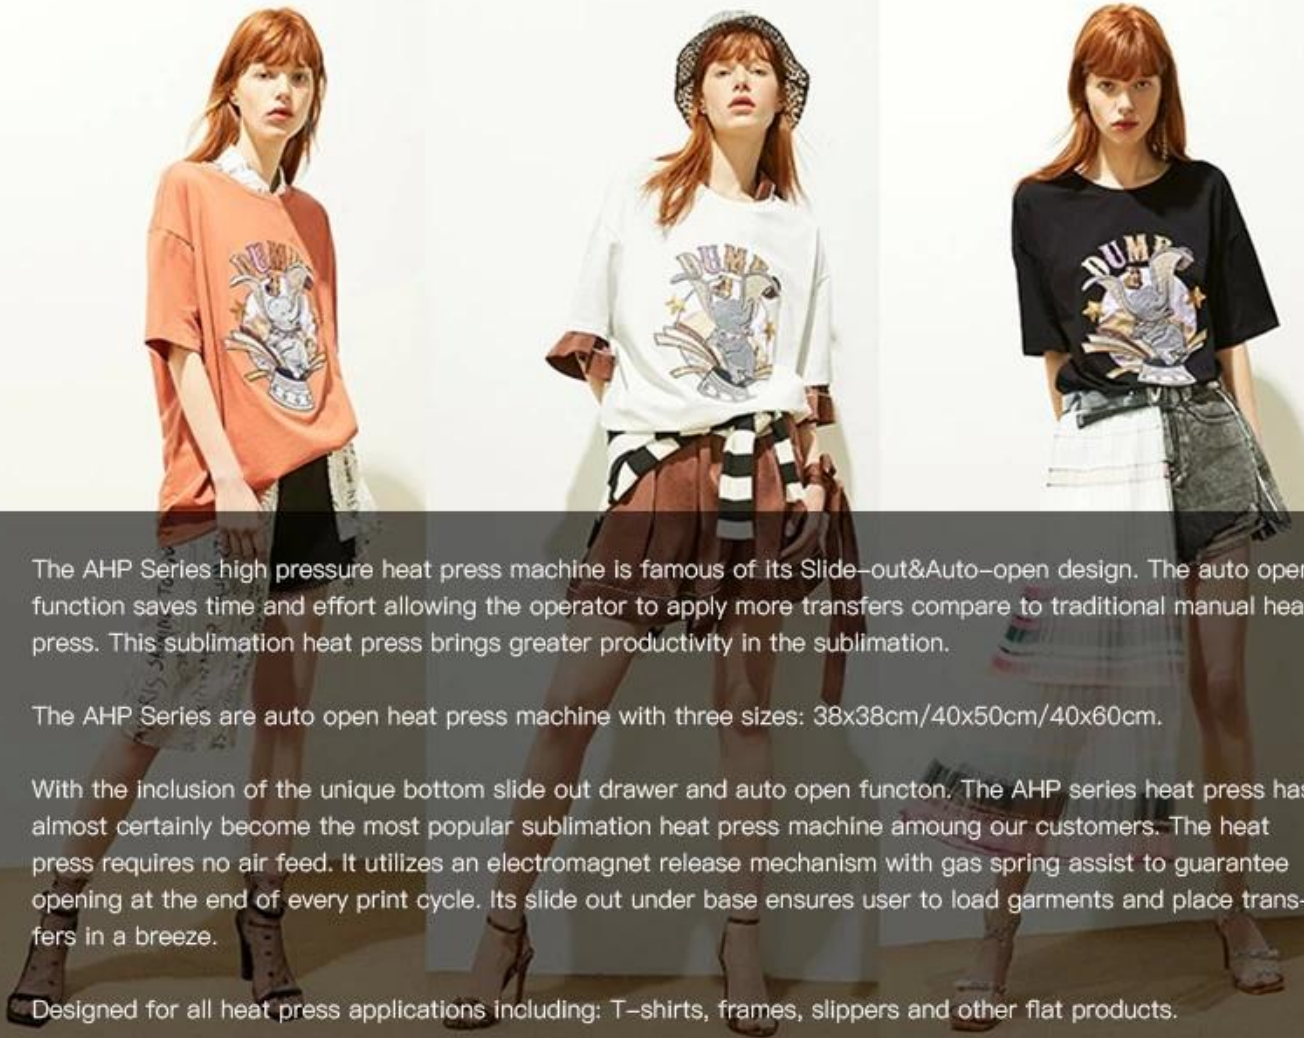 DUMB
DUMB
DUMB
The AHP Series high pressure heat press machine is famous of its Slide-out&Auto-open design. The auto open
function saves time and effort allowing the operator to apply more transfers compare to traditional manual hea
press. This sublimation heat press brings greater productivity in the sublimation.
The AHP Series are auto open heat press machine with three sizes: 38x38cm/40x50cm/40x60cm.
With the inclusion of the unique bottom slide out drawer and auto open functon. The AHP series heat press has
almost certainly become the most popular sublimation heat press machine amoung our customers. The heat
press requires no air feed. It utilizes an electromagnet release mechanism with gas spring assist to guarantee
opening at the end of every print cycle. Its slide out under base ensures user to load garments and place trans-
fers in a breeze.
Designed for all heat press applications including: T-shirts, frames, slippers and other flat products.